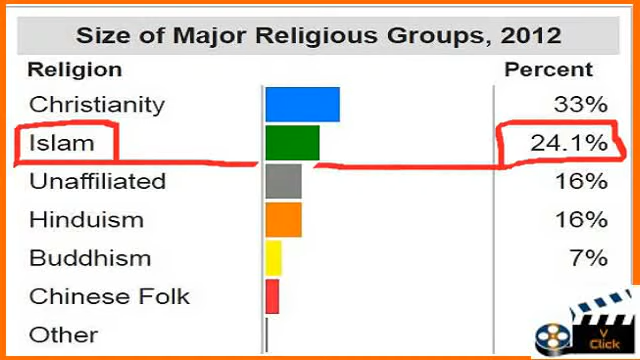 Size of Major Religious Groups, 2012
Religion Percent
Christianity 33%
Islam 24.1%
Unaffiliated 16%
Hinduism 16%
Buddhism 7%
Chinese Folk
Other
V
Click